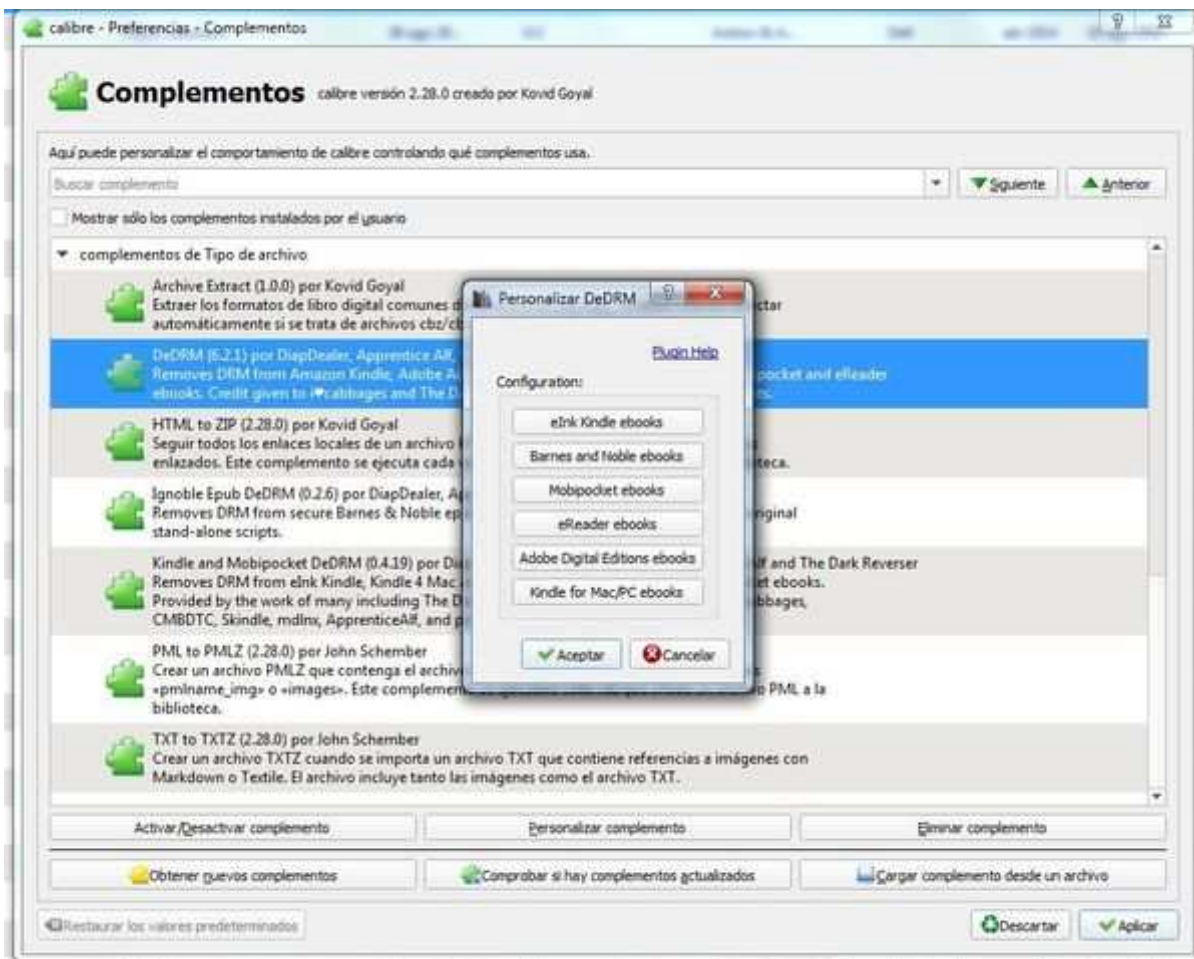 calibre - Preferencias - Complementos
Complementos calibre versión 2.28.0 creado por Kovid Goyal
Aquí puede personalizar el comportamiento de calibre controlando qué complementos usa.
Buscar complemento
Siguiente
Anterior
Mostrar sólo los complementos instalados por el usuario
complementos de Tipo de archivo
Archive Extract (1.0.0) por Kovid Goyal
Extraer los formatos de libro digital comunes
automáticamente si se trata de archivos cbz/
DeDRM (6.2.1) por DiapDealer, Apprentice Alf,
Removes DRM from Amazon Kindle, Adobe and eReader
ebooks. Credit given to i♥cabbages and The
HTML to ZIP (2.28.0) por Kovid Goyal
Seguir todos los enlaces locales de un archivo
enlazados. Este complemento se ejecuta cada
Ignoble Epub DeDRM (0.2.6) por DiapDealer,
Removes DRM from secure Barnes & Noble
stand-alone scripts.
Kindle and Mobipocket DeDRM (0.4.19) por and The Dark Reverser
Removes DRM from eInk Kindle, Kindle 4 Mac ebooks.
Provided by the work of many including The
CMBDTC, Skindle, mdlnx, ApprenticeAlf, and
PML to PMLZ (2.28.0) por John Schember
Crear un archivo PMLZ que contenga el
«pmlname_img» o «images». Este PML a la
biblioteca.
TXT to TXTZ (2.28.0) por John Schember
Crear un archivo TXTZ cuando se importa un archivo TXT que contiene referencias a imágenes con
Markdown o Textile. El archivo incluye tanto las imágenes como el archivo TXT.
Personalizar DeDRM
Plugin Help
Configuration:
eInk Kindle ebooks
Barnes and Noble ebooks
Mobipocket ebooks
eReader ebooks
Adobe Digital Editions ebooks
Kindle for Mac/PC ebooks
Aceptar
Cancelar
Activar/Desactivar complemento
Personalizar complemento
Eliminar complemento
Obtener nuevos complementos
Comprobar si hay complementos actualizados
Cargar complemento desde un archivo
Restaurar los valores predeterminados
Descartar
Aplicar